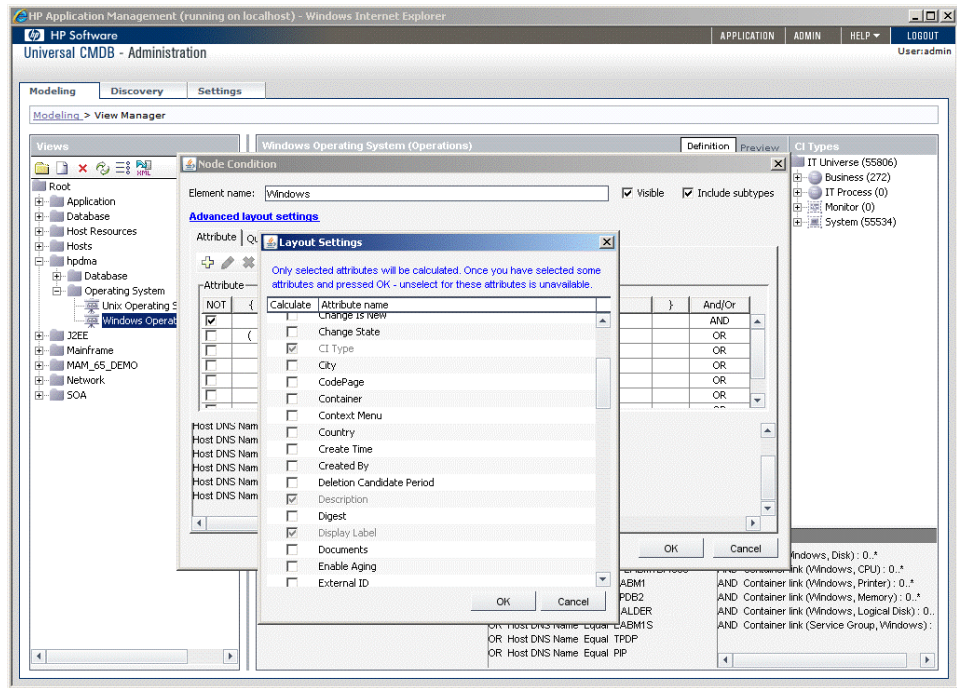 HP Application Management (running on localhost) - Windows Internet Explorer
HP Software
APPLICATION ADMIN HELP LOGOUT
Universal CMDB - Administration
User:admin
Modeling Discovery Settings
Modeling > View Manager
Views
Windows Operating System (Operations)
Definition Preview
CI Types
XML
Root
Application
Database
Host Resources
Hosts
hpdma
Database
Operating System
Unix Operating S
Windows Operat
J2EE
Mainframe
MAM_65_DEMO
Network
SOA
Node Condition
Element name: Windows
Visible Include subtypes
Advanced layout settings
Attribute Qu
Attribute
NOT ( } And/Or
AND
( OR
OR
OR
OR
OR
Host DNS Nam
Host DNS Nam
Host DNS Nam
Host DNS Nam
Host DNS Nam
Host DNS Nam
OK Cancel
Layout Settings
Only selected attributes will be calculated. Once you have selected some
attributes and pressed OK - unselect for these attributes is unavailable.
Calculate Attribute name
Change Is New
Change State
CI Type
City
CodePage
Container
Context Menu
Country
Create Time
Created By
Deletion Candidate Period
Description
Digest
Display Label
Documents
Enable Aging
External ID
OK Cancel
IT Universe (55806)
Business (272)
IT Process (0)
Monitor (0)
System (55534)
ABM1
PDB2
ALDER
OR Host DNS Name Equal LABM1S
OR Host DNS Name Equal TPDP
OR Host DNS Name Equal PIP
Windows, Disk) : 0..*
AND Container link (Windows, CPU) : 0..*
AND Container link (Windows, Printer) : 0..*
AND Container link (Windows, Memory) : 0..*
AND Container link (Windows, Logical Disk) : 0..
AND Container link (Service Group, Windows) :